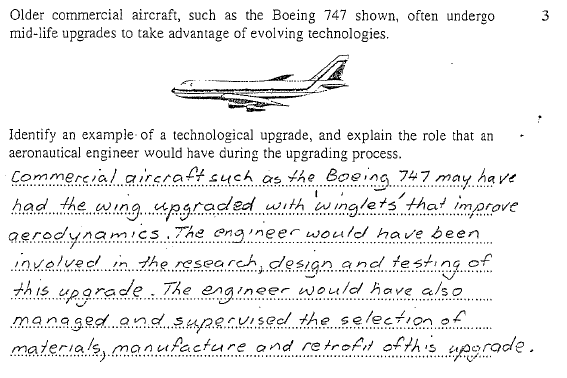 Older commercial aircraft, such as the Boeing 747 shown, often undergo 3
mid-life upgrades to take advantage of evolving technologies.
Identify an example of a technological upgrade, and explain the role that an
aeronautical engineer would have during the upgrading process.
Commercial aircraft such as the Boeing 747 may have
had the wing upgraded with 'winglets' that improve
aerodynamics. The engineer would have been
involved in the research, design and testing of
this upgrade. The engineer would have also
managed and supervised the selection of
materials, manufacture and retrofit of this upgrade.